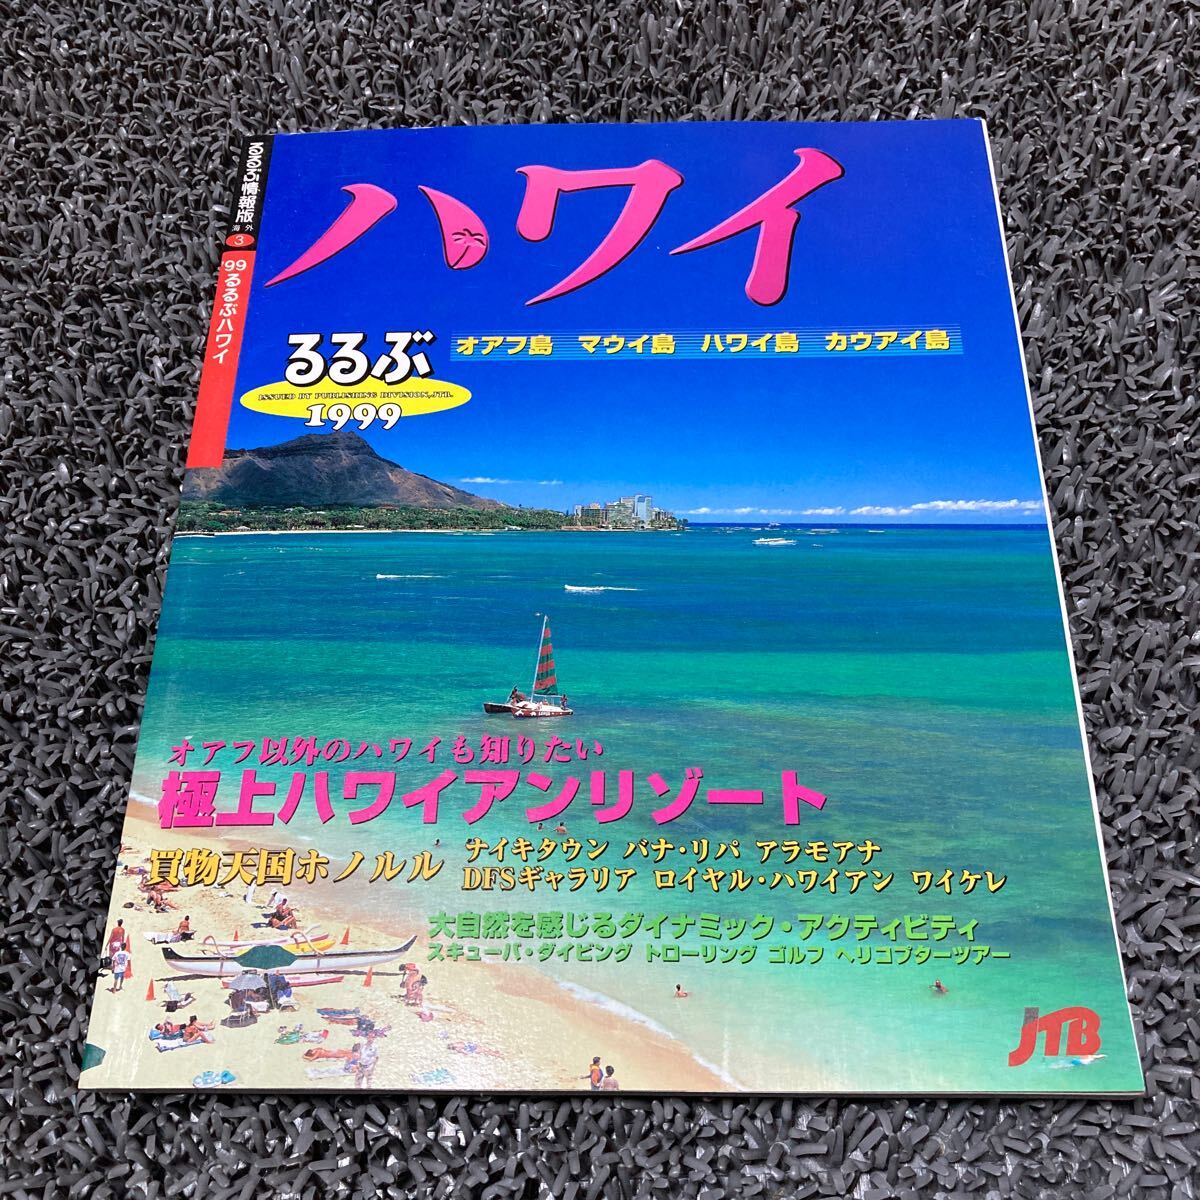 るるぶ情報版
海外
3
'99るるぶハワイ
ハワイ
るるぶ
ISSUED BY PUBLISHING DIVISION,JTB.
1999
オアフ島 マウイ島 ハワイ島 カウアイ島
オアフ以外のハワイも知りたい
極上ハワイアンリゾート
買物天国ホノルル
ナイキタウン バナ・リパ アラモアナ
DFSギャラリア ロイヤル・ハワイアン ワイケレ
大自然を感じるダイナミック・アクティビティ
スキューバ・ダイビング トローリング ゴルフ ヘリコプターツアー
JTB